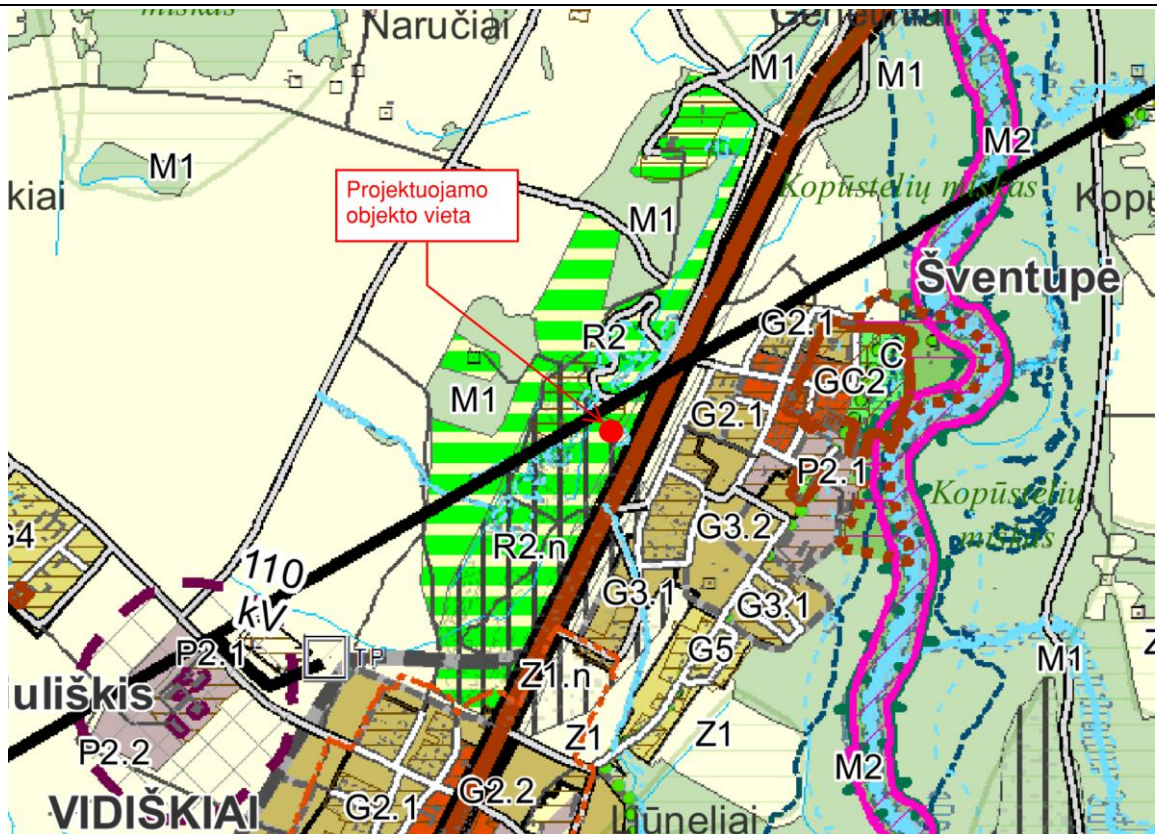 miškas
Naručiai
M1
M1
M1
M2
kiai
Projektuojamo
objekto vieta
Kopūstelių miškas
M1
Šventupė
G2.1
R2
C
GC2
M1
G2.1
P2.1
Kopūstelių
miškas
G4
G3.2
R2.n
110
kV
G3.1
G3.1
G5
P2.1
TP
M1
Z1.n
uliškis
P2.2
Z1
Z1
M2
G2.2
VIDIŠKIAI
G2.1
Liūneliai